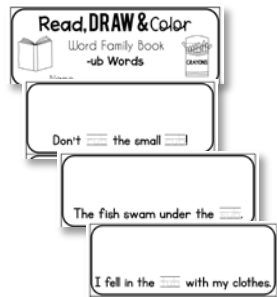 Read, DRAW & Color
Word Family Book
-ub Words
CRAYONS
Name
Don't the small !
The fish swam under the .
I fell in the with my clothes.